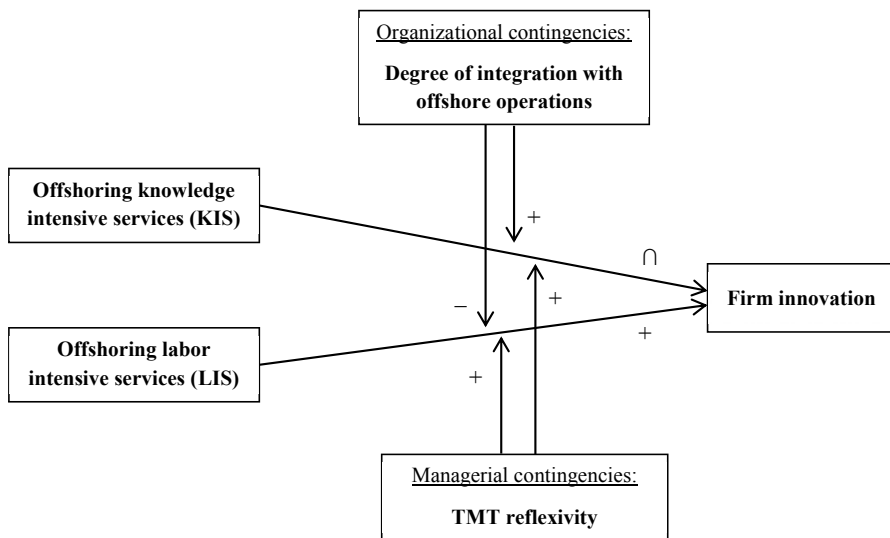 Organizational contingencies:
Degree of integration with
offshore operations
Offshoring knowledge
intensive services (KIS)
+
∩
+
Firm innovation
−
+
Offshoring labor
intensive services (LIS)
+
Managerial contingencies:
TMT reflexivity